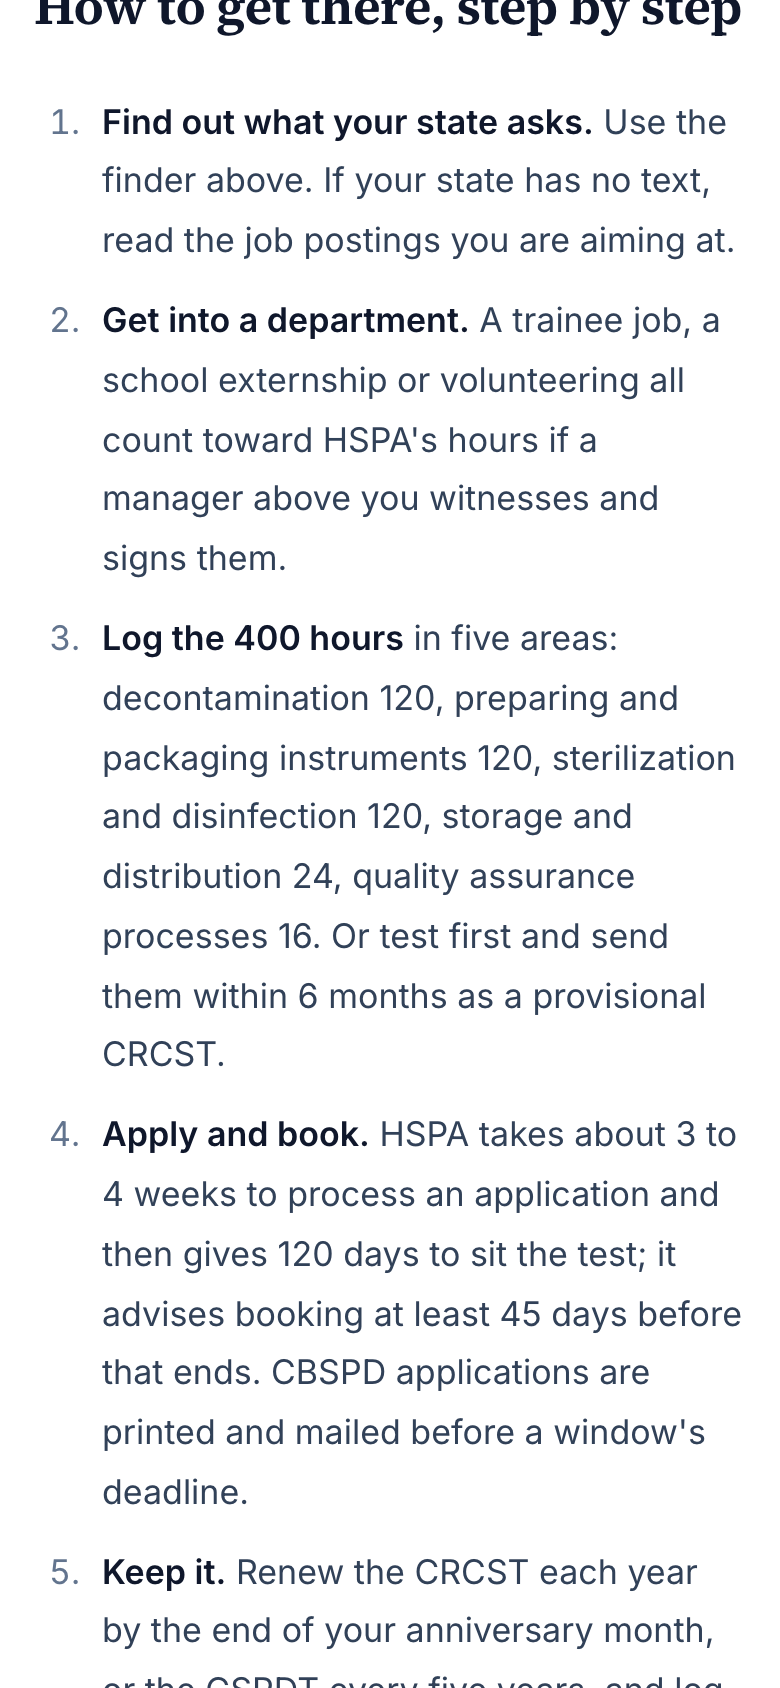 How to get there, step by step
1. Find out what your state asks. Use the
finder above. If your state has no text,
read the job postings you are aiming at.
2. Get into a department. A trainee job, a
school externship or volunteering all
count toward HSPA's hours if a
manager above you witnesses and
signs them.
3. Log the 400 hours in five areas:
decontamination 120, preparing and
packaging instruments 120, sterilization
and disinfection 120, storage and
distribution 24, quality assurance
processes 16. Or test first and send
them within 6 months as a provisional
CRCST.
4. Apply and book. HSPA takes about 3 to
4 weeks to process an application and
then gives 120 days to sit the test; it
advises booking at least 45 days before
that ends. CBSPD applications are
printed and mailed before a window's
deadline.
5. Keep it. Renew the CRCST each year
by the end of your anniversary month,
or the CSPDT every five years, and log